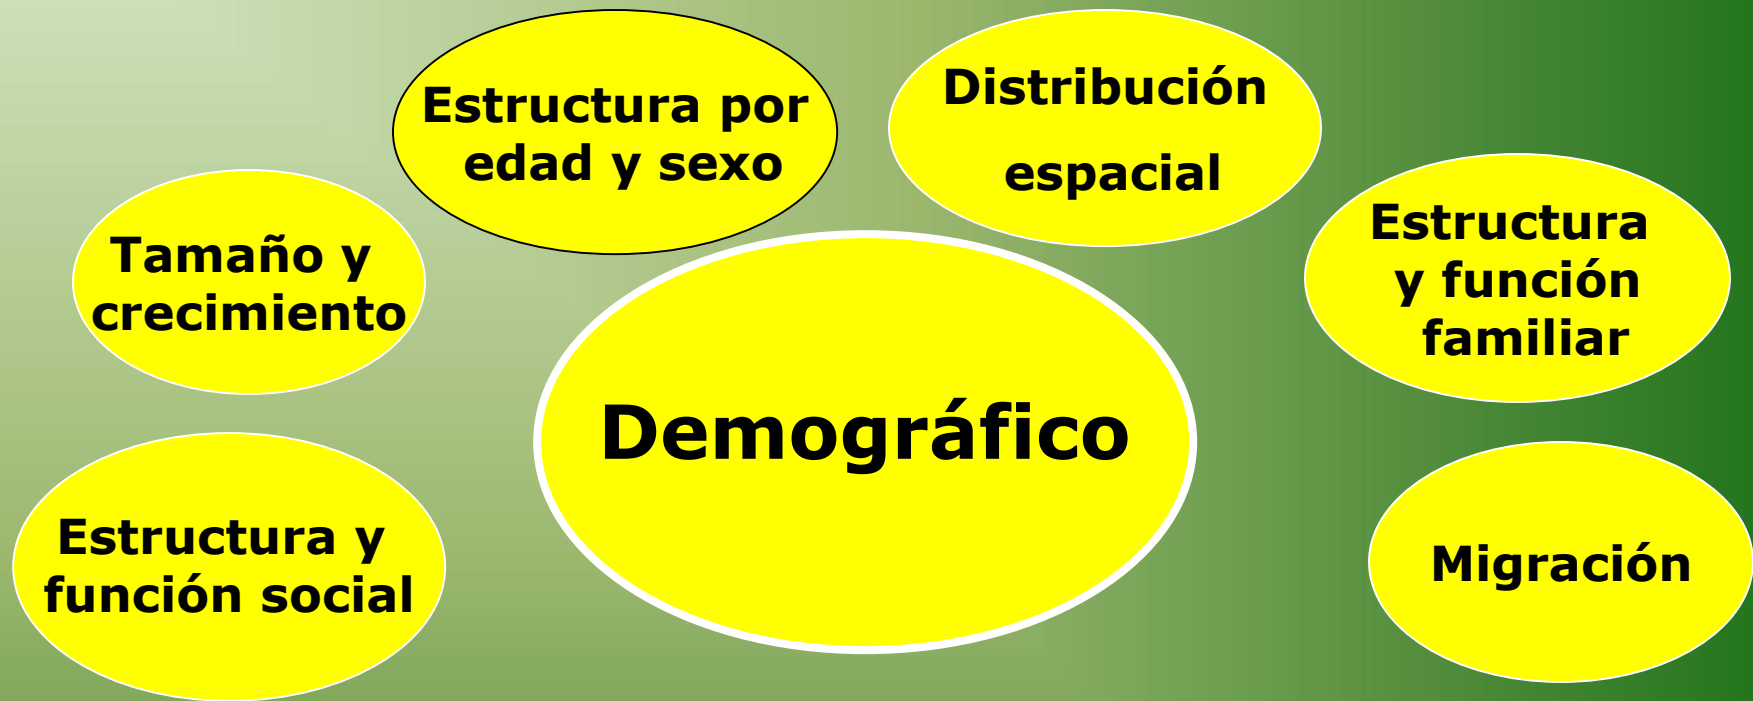 Estructura por
edad y sexo
Distribución
espacial
Tamaño y
crecimiento
Estructura
y función
familiar
Demográfico
Estructura y
función social
Migración